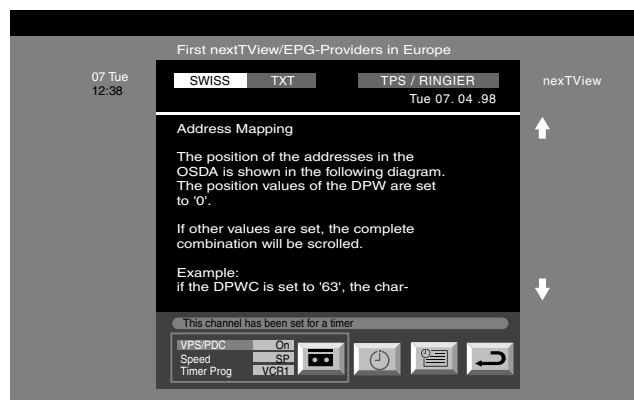 First nextTView/EPG-Providers in Europe
07 Tue
12:38
SWISS TXT TPS / RINGIER
nexTView
Tue 07. 04 .98
Address Mapping
The position of the addresses in the
OSDA is shown in the following diagram.
The position values of the DPW are set
to '0'.
If other values are set, the complete
combination will be scrolled.
Example:
if the DPWC is set to '63', the char-
This channel has been set for a timer
VPS/PDC On
Speed SP
Timer Prog VCR1